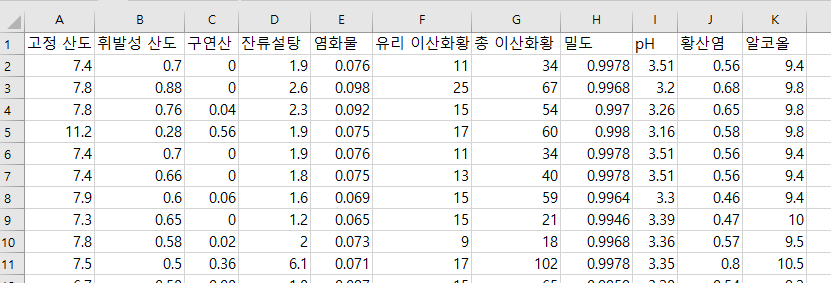 A B C D E F G H I J K
1 고정 산도 휘발성 산도 구연산 잔류설탕 염화물 유리 이산화황 총 이산화황 밀도 pH 황산염 알코올
2 7.4 0.7 0 1.9 0.076 11 34 0.9978 3.51 0.56 9.4
3 7.8 0.88 0 2.6 0.098 25 67 0.9968 3.2 0.68 9.8
4 7.8 0.76 0.04 2.3 0.092 15 54 0.997 3.26 0.65 9.8
5 11.2 0.28 0.56 1.9 0.075 17 60 0.998 3.16 0.58 9.8
6 7.4 0.7 0 1.9 0.076 11 34 0.9978 3.51 0.56 9.4
7 7.4 0.66 0 1.8 0.075 13 40 0.9978 3.51 0.56 9.4
8 7.9 0.6 0.06 1.6 0.069 15 59 0.9964 3.3 0.46 9.4
9 7.3 0.65 0 1.2 0.065 15 21 0.9946 3.39 0.47 10
10 7.8 0.58 0.02 2 0.073 9 18 0.9968 3.36 0.57 9.5
11 7.5 0.5 0.36 6.1 0.071 17 102 0.9978 3.35 0.8 10.5